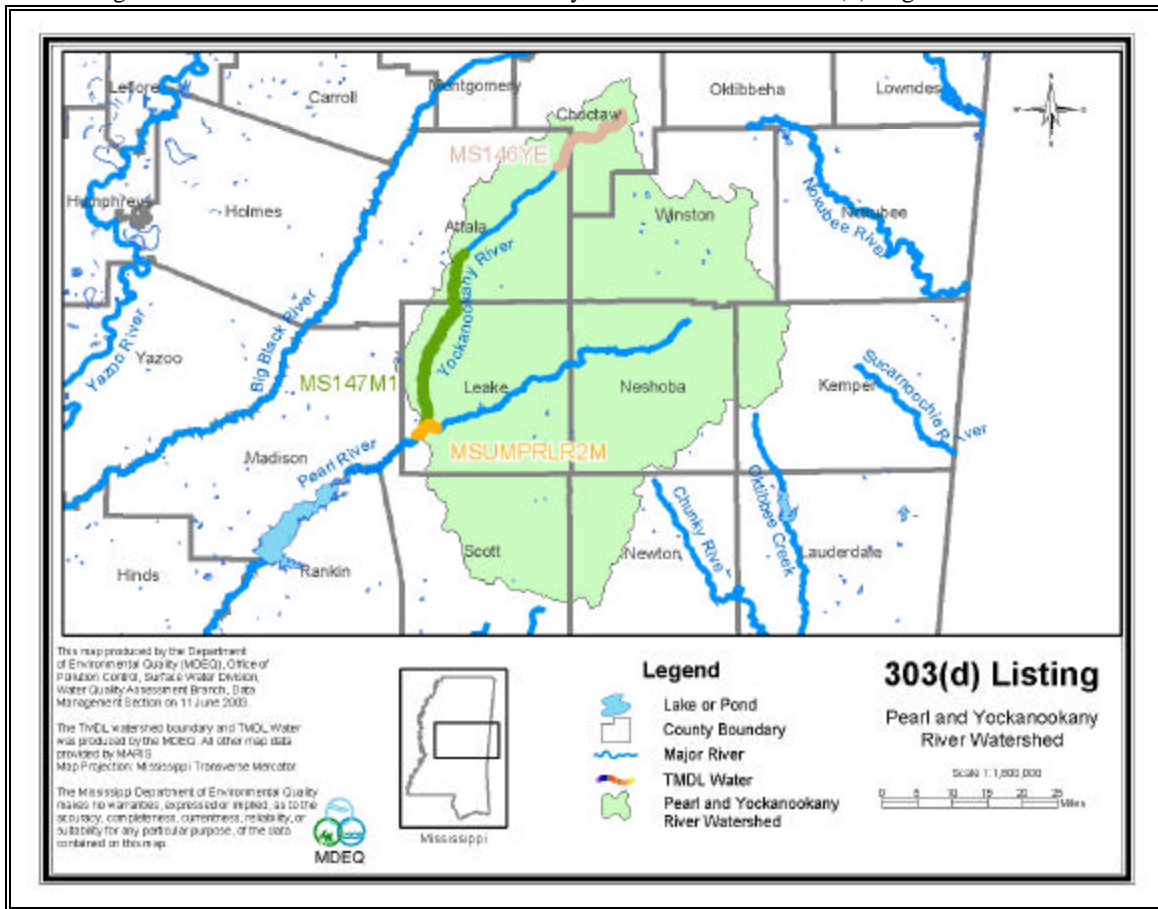 Leflore
Carroll
Montgomery
Choctaw
Oktibbeha
Lowndes
MS146YE
Humphreys
Holmes
Attala
Winston
Noxubee
Noxubee River
Yockanookany River
Big Black River
Yazoo River
Yazoo
MS147M1
Leake
Neshoba
Kemper
Sucarnoochie River
MSUMPRLR2M
Madison
Pearl River
Chunky River
Oktibbee Creek
Scott
Newton
Lauderdale
Hinds
Rankin
This map produced by the Department
of Environmental Quality (MDEQ), Office of
Pollution Control, Surface Water Division,
Water Quality Assessment Branch, Data
Management Section on 11 June 2003.
The TMDL watershed boundary and TMDL Water
was produced by the MDEQ. All other map data
provided by MARIS
Map Projection: Mississippi Transverse Mercator
The Mississippi Department of Environmental Quality
makes no warranties, expressed or implied, as to the
accuracy, completeness, currentness, reliability, or
suitability for any particular purpose, of the data
contained on this map.
MDEQ
Mississippi
Legend
Lake or Pond
County Boundary
Major River
TMDL Water
Pearl and Yockanookany
River Watershed
303(d) Listing
Pearl and Yockanookany
River Watershed
Scale 1:1,800,000
0 5 10 15 20 25
Miles